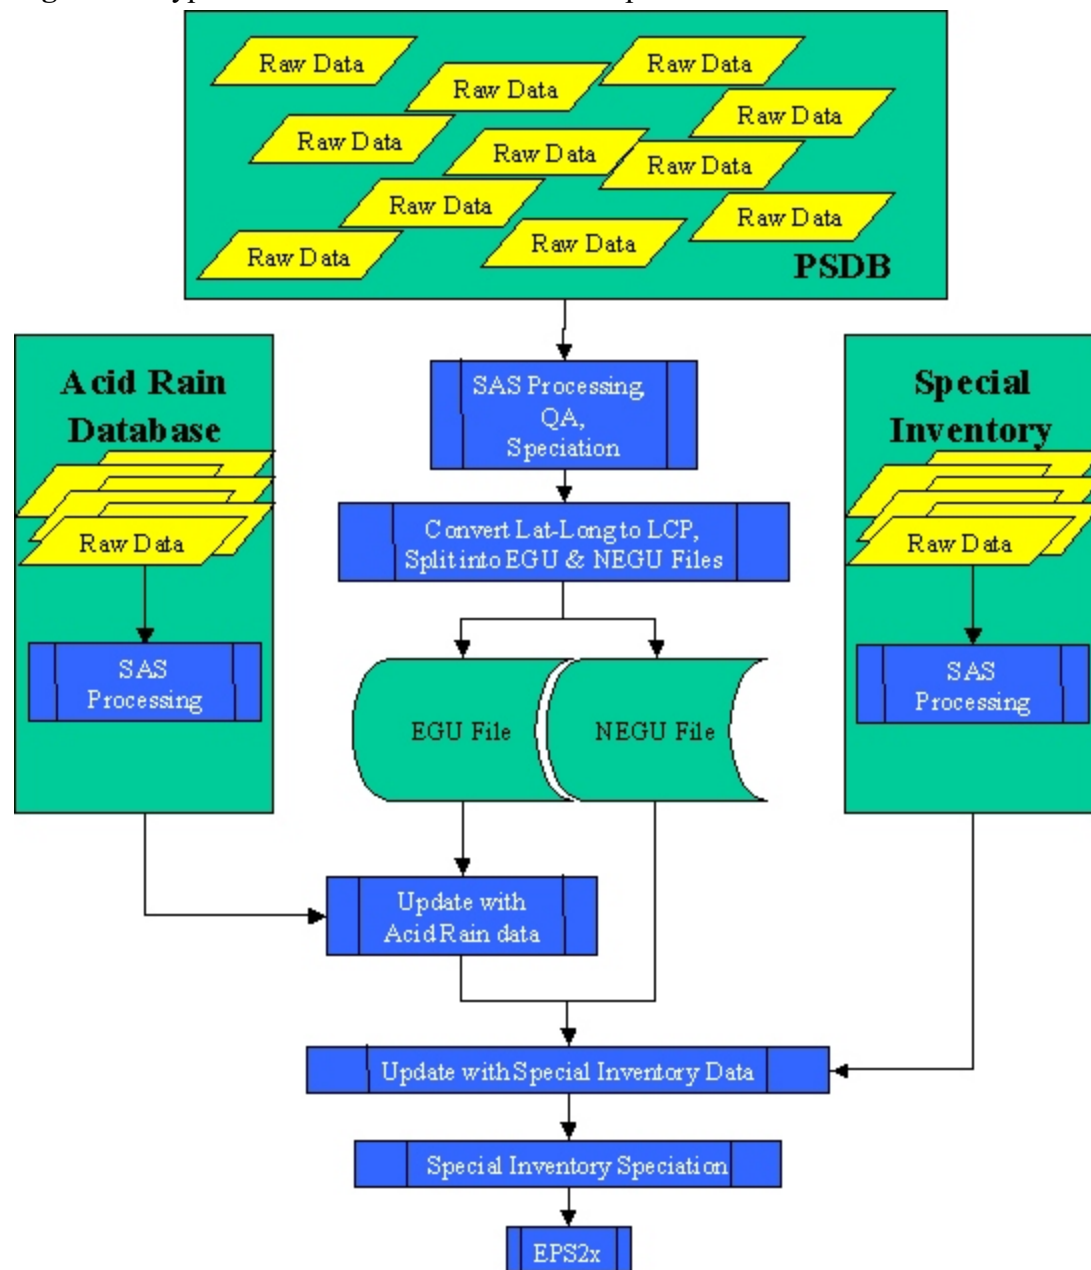 Raw Data
Raw Data
Raw Data
Raw Data
Raw Data
Raw Data
Raw Data
Raw Data
Raw Data
Raw Data
Raw Data
PSDB
Acid Rain
Database
Raw Data
SAS
Processing
SAS Processing,
QA,
Speciation
Convert Lat-Long to LCP,
Split into EGU & NEGU Files
EGU File
NEGU File
Special
Inventory
Raw Data
SAS
Processing
Update with
Acid Rain data
Update with Special Inventory Data
Special Inventory Speciation
EPS2x